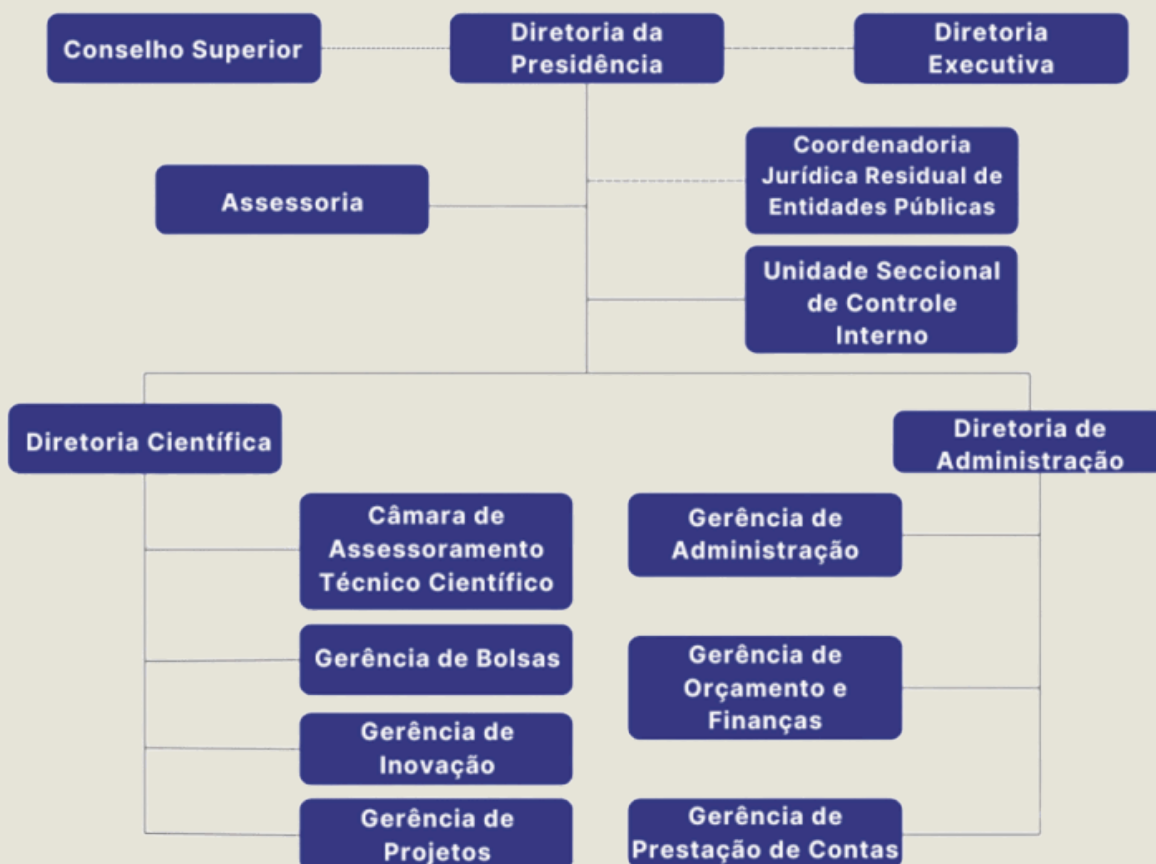 Conselho Superior
Diretoria da
Presidência
Diretoria
Executiva
Assessoria
Coordenadoria
Jurídica Residual de
Entidades Públicas
Unidade Seccional
de Controle
Interno
Diretoria Científica
Diretoria de
Administração
Câmara de
Assessoramento
Técnico Científico
Gerência de Bolsas
Gerência de
Inovação
Gerência de
Projetos
Gerência de
Administração
Gerência de
Orçamento e
Finanças
Gerência de
Prestação de Contas